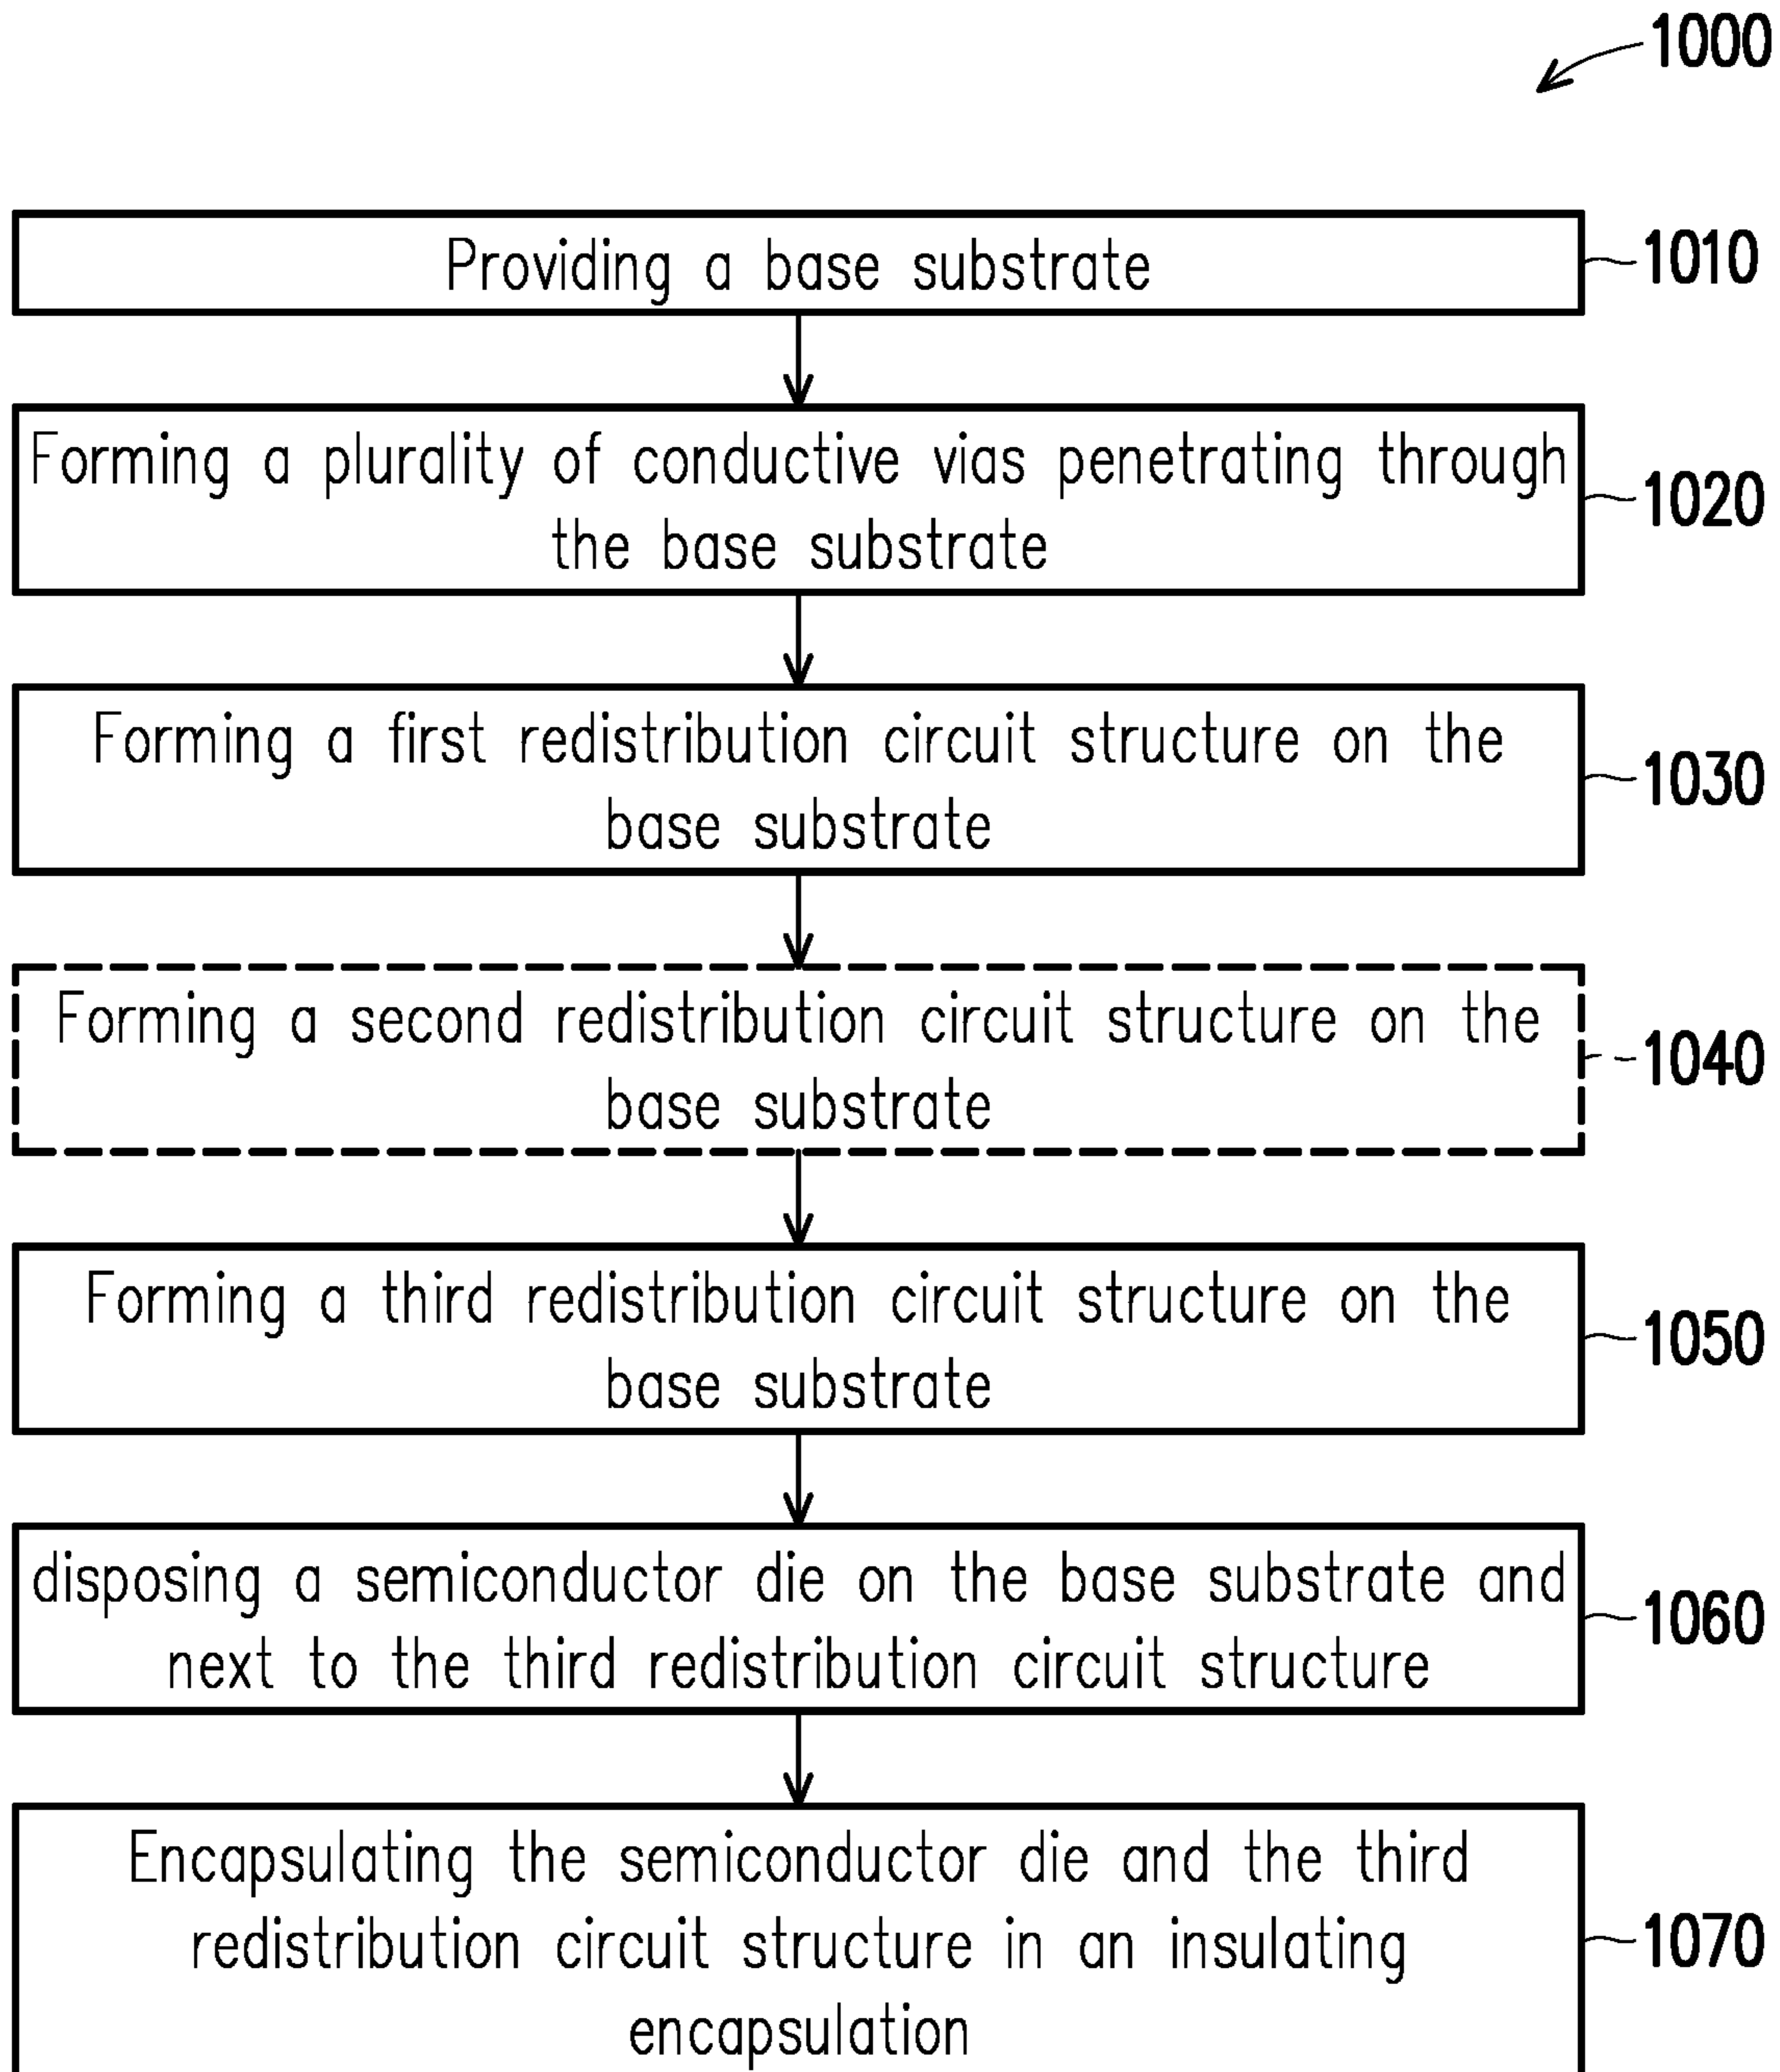 1000
Providing a base substrate
1010
Forming a plurality of conductive vias penetrating through
the base substrate
1020
Forming a first redistribution circuit structure on the
base substrate
1030
Forming a second redistribution circuit structure on the
base substrate
1040
Forming a third redistribution circuit structure on the
base substrate
1050
disposing a semiconductor die on the base substrate and
next to the third redistribution circuit structure
1060
Encapsulating the semiconductor die and the third
redistribution circuit structure in an insulating
encapsulation
1070